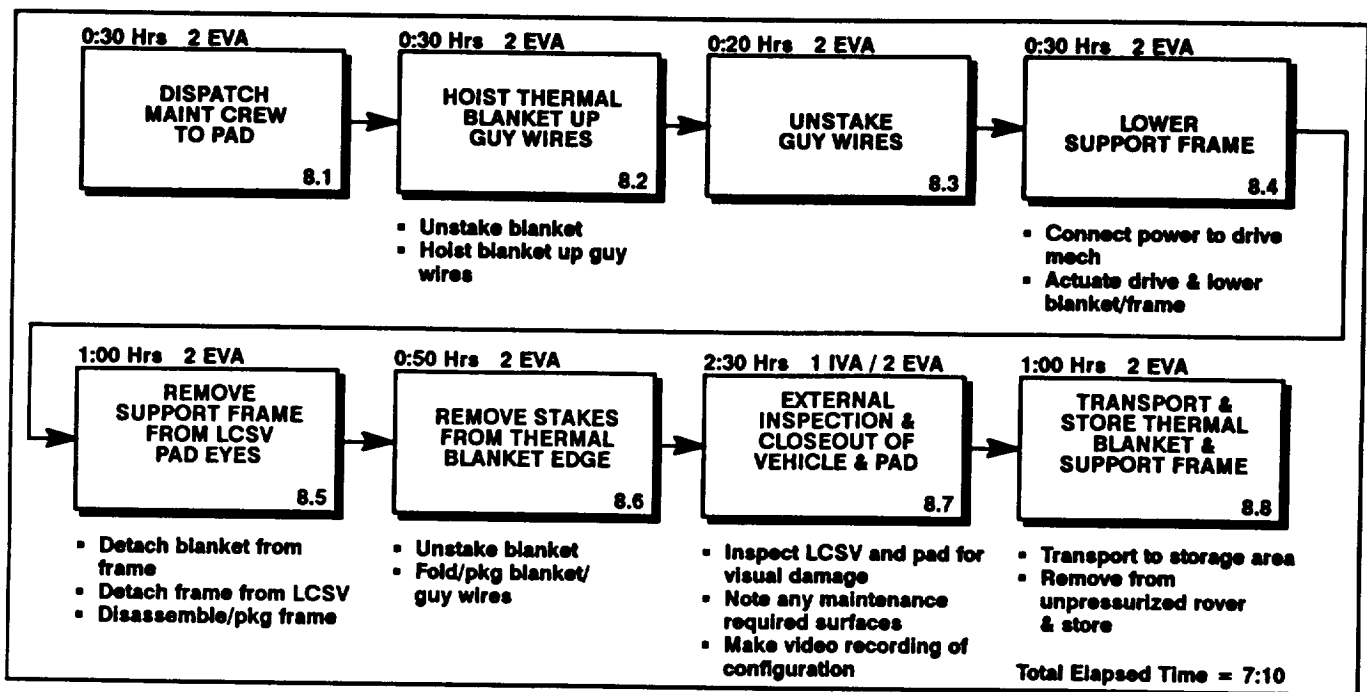 0:30 Hrs 2 EVA
DISPATCH
MAINT CREW
TO PAD
8.1
0:30 Hrs 2 EVA
HOIST THERMAL
BLANKET UP
GUY WIRES
8.2
▪ Unstake blanket
▪ Hoist blanket up guy
wires
0:20 Hrs 2 EVA
UNSTAKE
GUY WIRES
8.3
0:30 Hrs 2 EVA
LOWER
SUPPORT FRAME
8.4
▪ Connect power to drive
mech
▪ Actuate drive & lower
blanket/frame
1:00 Hrs 2 EVA
REMOVE
SUPPORT FRAME
FROM LCSV
PAD EYES
8.5
▪ Detach blanket from
frame
▪ Detach frame from LCSV
▪ Disassemble/pkg frame
0:50 Hrs 2 EVA
REMOVE STAKES
FROM THERMAL
BLANKET EDGE
8.6
▪ Unstake blanket
▪ Fold/pkg blanket/
guy wires
2:30 Hrs 1 IVA / 2 EVA
EXTERNAL
INSPECTION &
CLOSEOUT OF
VEHICLE & PAD
8.7
▪ Inspect LCSV and pad for
visual damage
▪ Note any maintenance
required surfaces
▪ Make video recording of
configuration
1:00 Hrs 2 EVA
TRANSPORT &
STORE THERMAL
BLANKET &
SUPPORT FRAME
8.8
▪ Transport to storage area
▪ Remove from
unpressurized rover
& store
Total Elapsed Time = 7:10